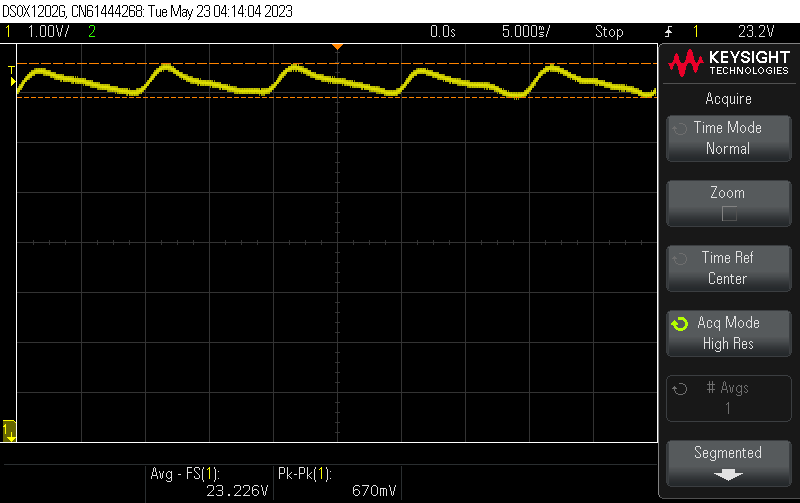 DSOX1202G, CN61444268: Tue May 23 04:14:04 2023
1 1.00V/ 2 0.0s 5.000ms/ Stop 1 23.2V
T
KEYSIGHT
TECHNOLOGIES
Acquire
Time Mode
Normal
Zoom
Time Ref
Center
Acq Mode
High Res
# Avgs
1
1
Segmented
Avg - FS(1):
23.226V
Pk-Pk(1):
670mV